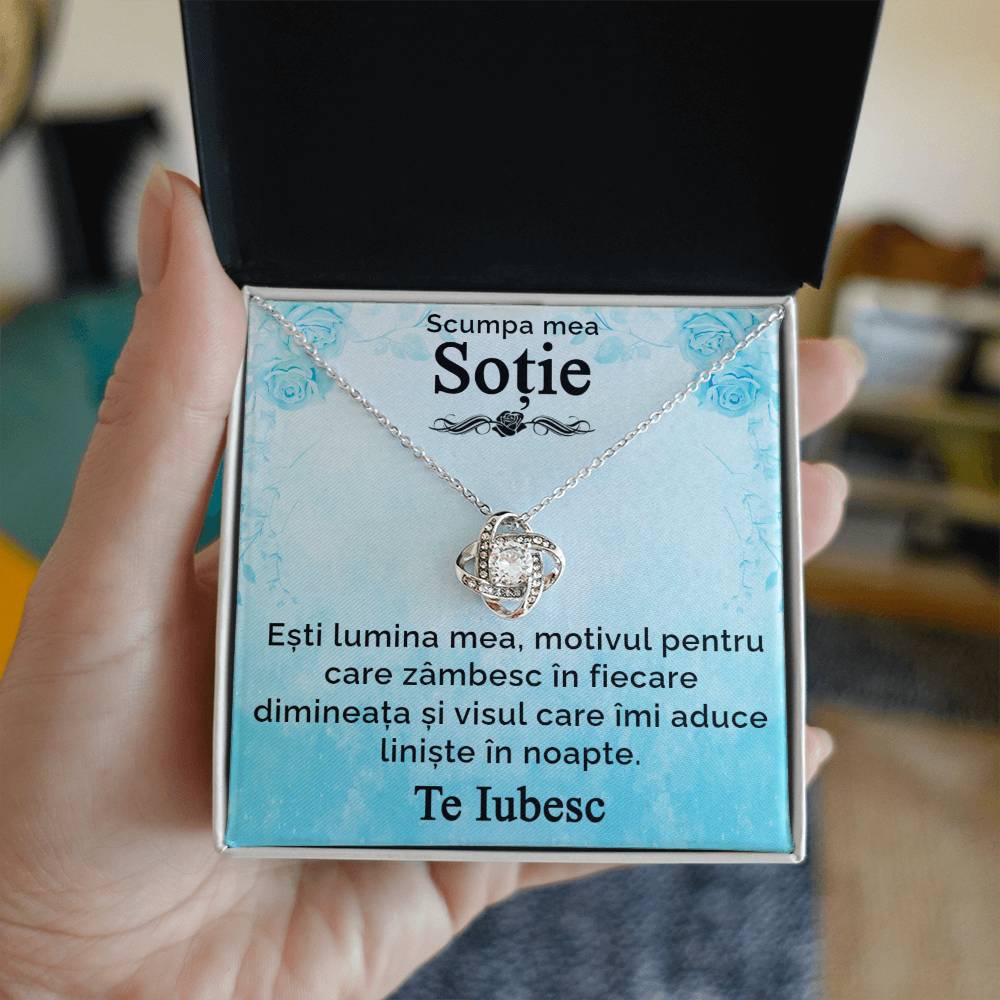 Scumpa mea
Soție
Ești lumina mea, motivul pentru
care zâmbesc în fiecare
dimineața și visul care îmi aduce
liniște în noapte.
Te Iubesc